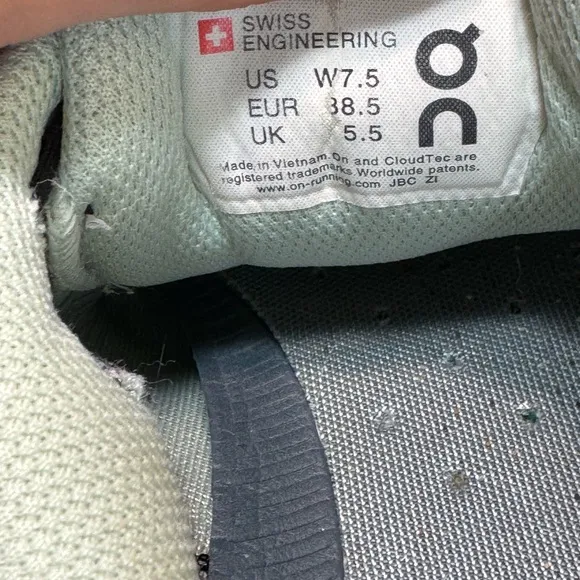 SWISS
ENGINEERING
US W7.5
EUR 38.5
UK 5.5
On
Made in Vietnam. On and CloudTec are
registered trademarks. Worldwide patents.
www.on-running.com JBC ZI